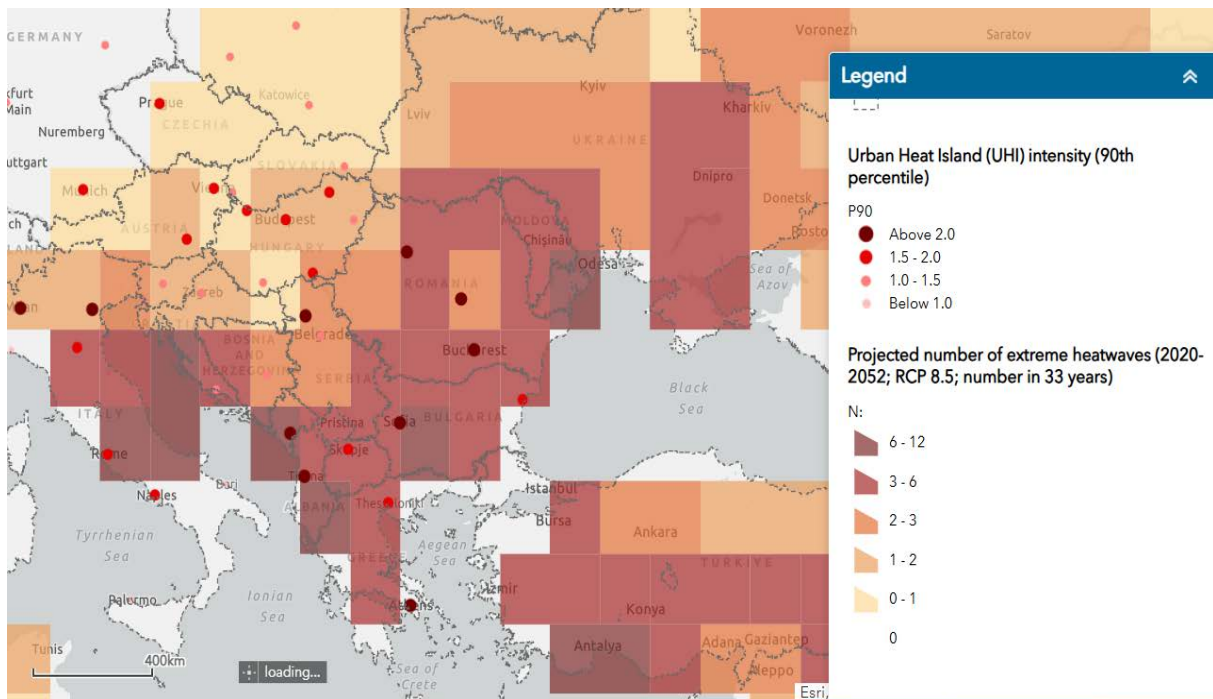 GERMANY
Voronezh
Saratov
Legend
Kyiv
Katowice
Lviv
Kharkiv
Main
Nuremberg
CZECHIA
UKRAINE
Urban Heat Island (UHI) intensity (90th
percentile)
SLOVAKIA
Dnipro
Munich
Donetsk
P90
AUSTRIA
Budapest
MOLDOVA
Chișinău
Above 2.0
HUNGARY
1.5 - 2.0
Odesa
Sea of
Azov
1.0 - 1.5
Zagreb
ROMANIA
Below 1.0
Belgrade
BOSNIA
AND
HERZEGOVINA
Bucharest
Projected number of extreme heatwaves (2020-
2052; RCP 8.5; number in 33 years)
SERBIA
Black
Sea
N:
ITALY
Pristina
Sofia
BULGARIA
6 - 12
Rome
Skopje
3 - 6
Tirana
Bari
Naples
ALBANIA
Thessaloniki
Istanbul
Bursa
2 - 3
Ankara
Tyrrhenian
Sea
Aegean
Sea
1 - 2
GREECE
TÜRKIYE
Palermo
Ionian
Sea
Athens
Izmir
Konya
0 - 1
0
Tunis
Antalya
Adana
Gaziantep
400km
loading...
Sea of
Crete
Aleppo
Esri,